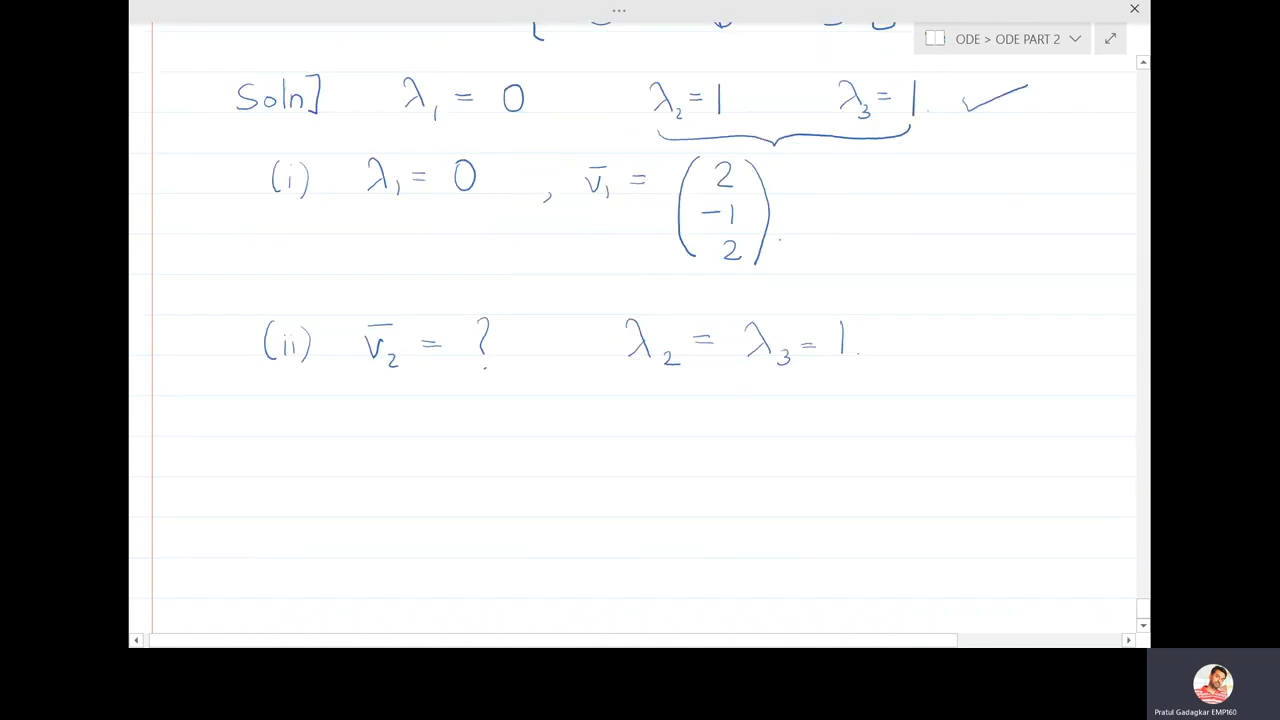 ODE > ODE PART 2
Soln] λ₁ = 0 λ₂ = 1 λ₃ = 1. ✓
(i) λ₁ = 0 , v̄₁ = (2 -1 2).
(ii) v̄₂ = ? λ₂ = λ₃ = 1.
Pratul Gadagkar EMP160